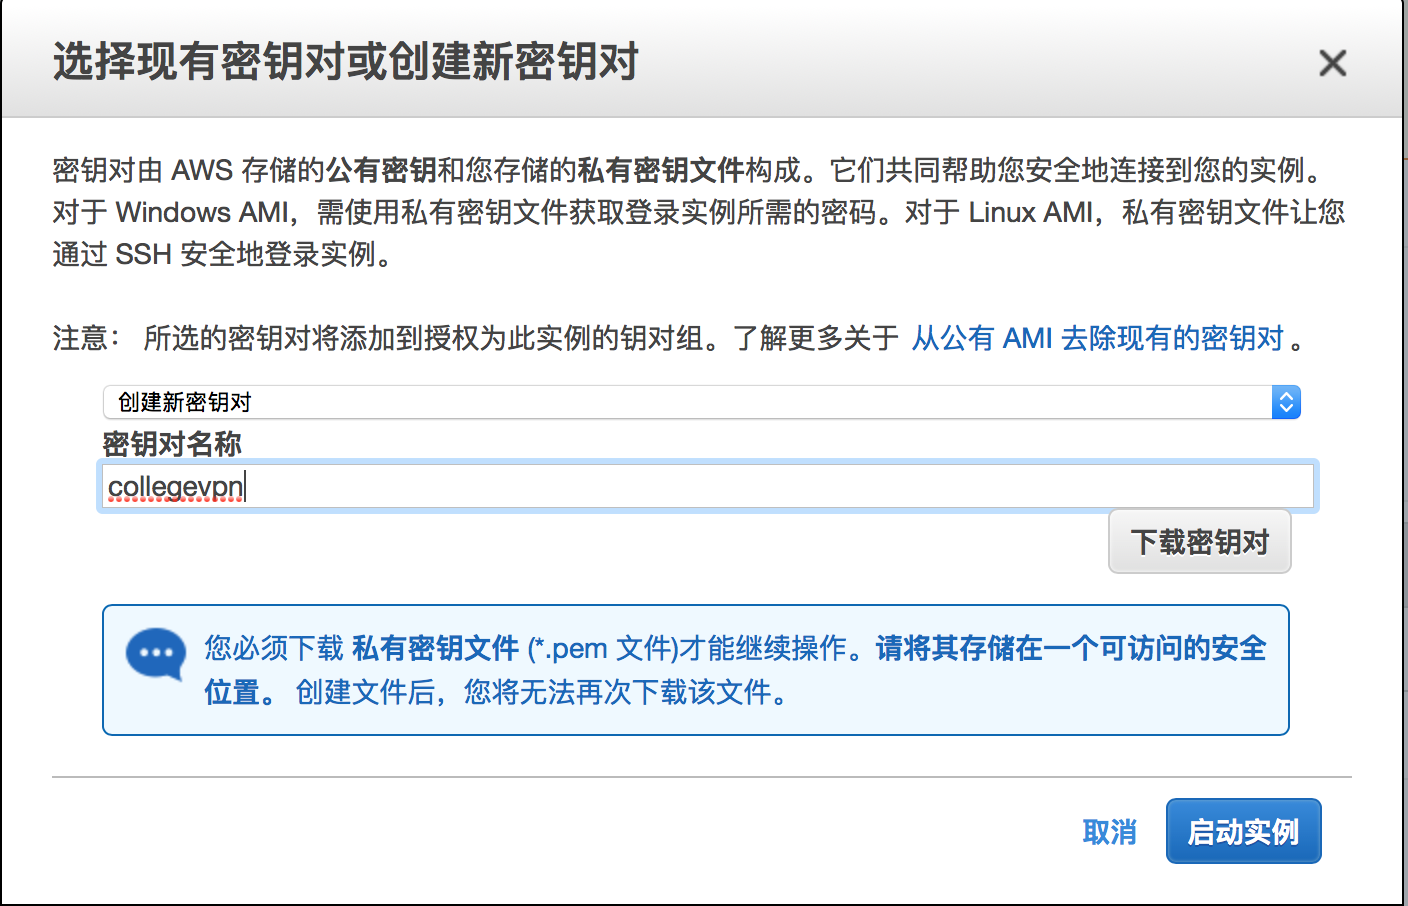 选择现有密钥对或创建新密钥对
密钥对由 AWS 存储的公有密钥和您存储的私有密钥文件构成。它们共同帮助您安全地连接到您的实例。
对于 Windows AMI，需使用私有密钥文件获取登录实例所需的密码。对于 Linux AMI，私有密钥文件让您
通过 SSH 安全地登录实例。
注意： 所选的密钥对将添加到授权为此实例的钥对组。了解更多关于 从公有 AMI 去除现有的密钥对 。
创建新密钥对
密钥对名称
collegevpn
下载密钥对
您必须下载 私有密钥文件 (*.pem 文件)才能继续操作。请将其存储在一个可访问的安全
位置。 创建文件后，您将无法再次下载该文件。
取消
启动实例